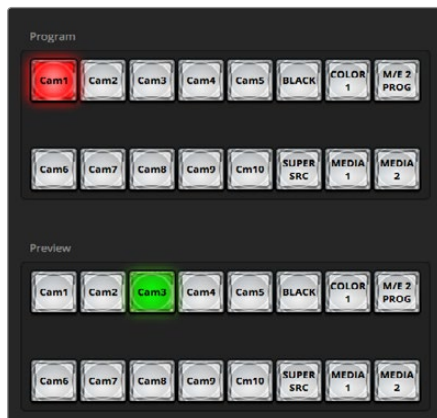 Program
Cam1 Cam2 Cam3 Cam4 Cam5 BLACK COLOR 1 M/E 2 PROG
Cam6 Cam7 Cam8 Cam9 Cm10 SUPER SRC MEDIA 1 MEDIA 2
Preview
Cam1 Cam2 Cam3 Cam4 Cam5 BLACK COLOR 1 M/E 2 PROG
Cam6 Cam7 Cam8 Cam9 Cm10 SUPER SRC MEDIA 1 MEDIA 2